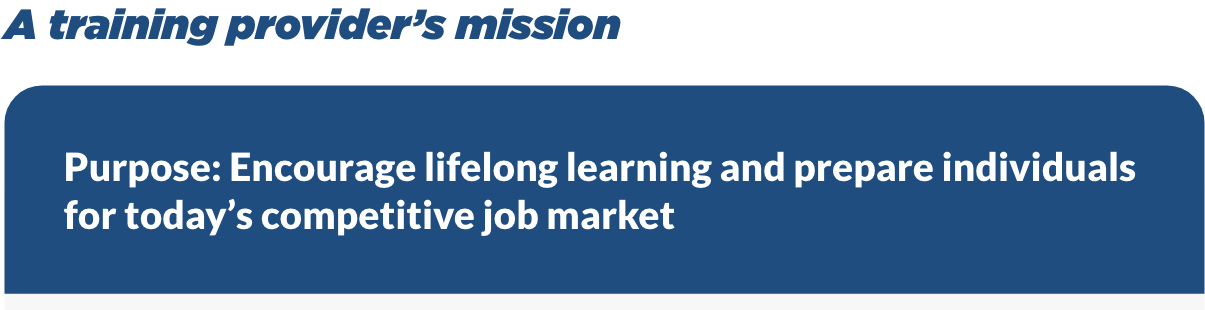 A training provider’s mission
Purpose: Encourage lifelong learning and prepare individuals
for today’s competitive job market